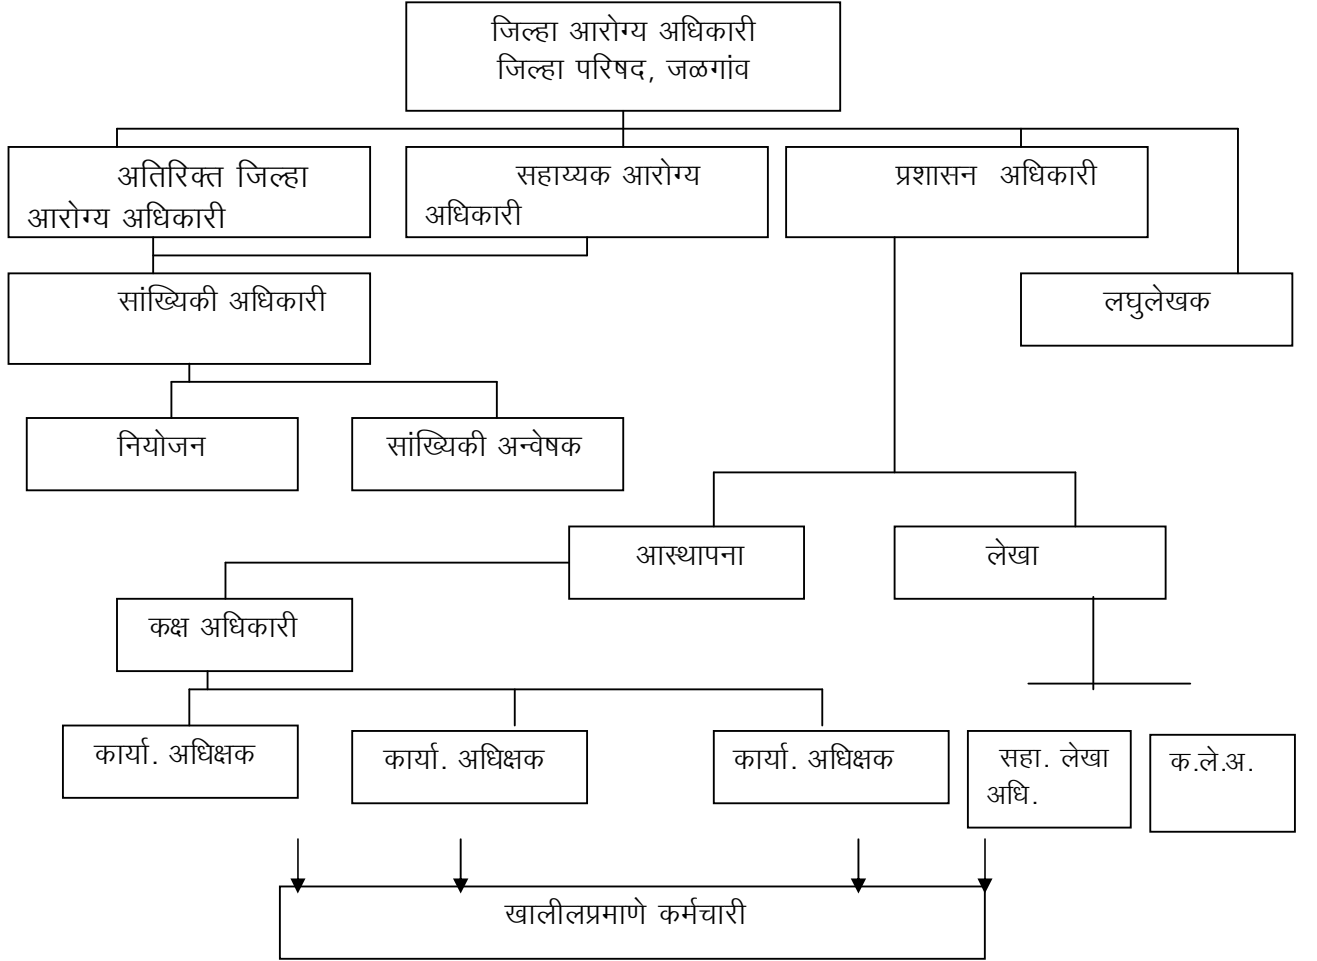 जिल्हा आरोग्य अधिकारी
जिल्हा परिषद, जळगांव
अतिरिक्त जिल्हा
आरोग्य अधिकारी
सहाय्यक आरोग्य
अधिकारी
प्रशासन अधिकारी
सांख्यिकी अधिकारी
लघुलेखक
नियोजन
सांख्यिकी अन्वेषक
आस्थापना
लेखा
कक्ष अधिकारी
कार्या. अधिक्षक
कार्या. अधिक्षक
कार्या. अधिक्षक
सहा. लेखा
अधि.
क.ले.अ.
खालीलप्रमाणे कर्मचारी